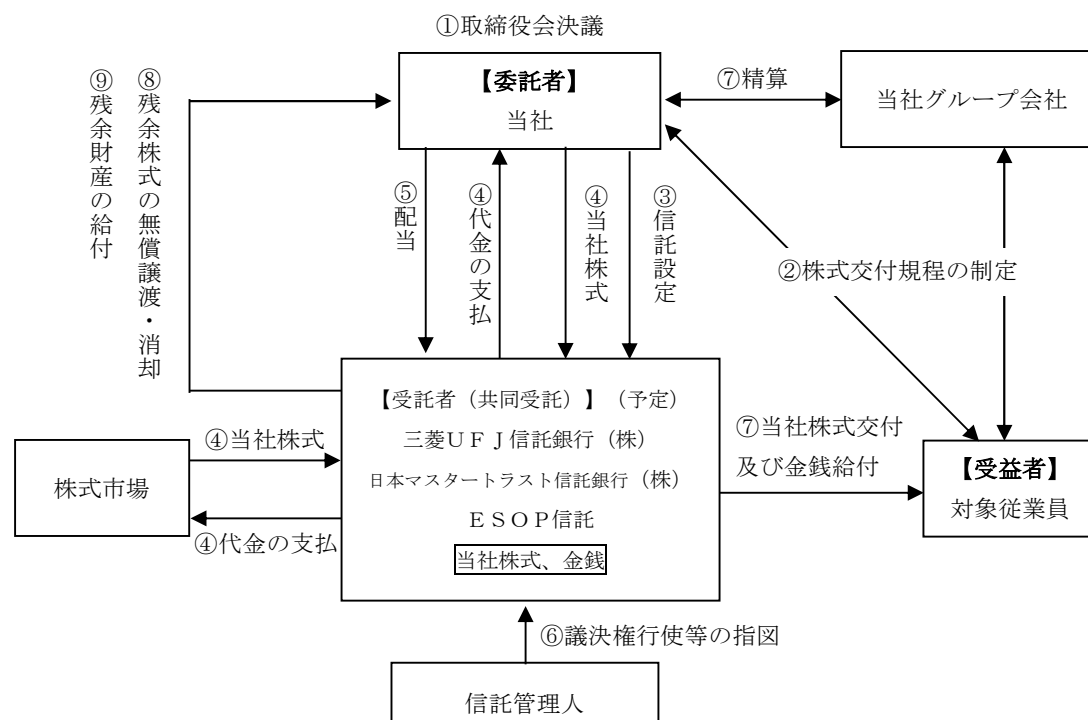 ①取締役会決議
【委託者】
当社
⑦精算
当社グループ会社
⑨残余財産の給付
⑧残余株式の無償譲渡・消却
⑤配当
④代金の支払
④当社株式
③信託設定
②株式交付規程の制定
【受託者(共同受託)】(予定)
三菱UFJ信託銀行(株)
日本マスタートラスト信託銀行(株)
ESOP信託
当社株式、金銭
④当社株式
株式市場
④代金の支払
⑦当社株式交付
及び金銭給付
【受益者】
対象従業員
⑥議決権行使等の指図
信託管理人